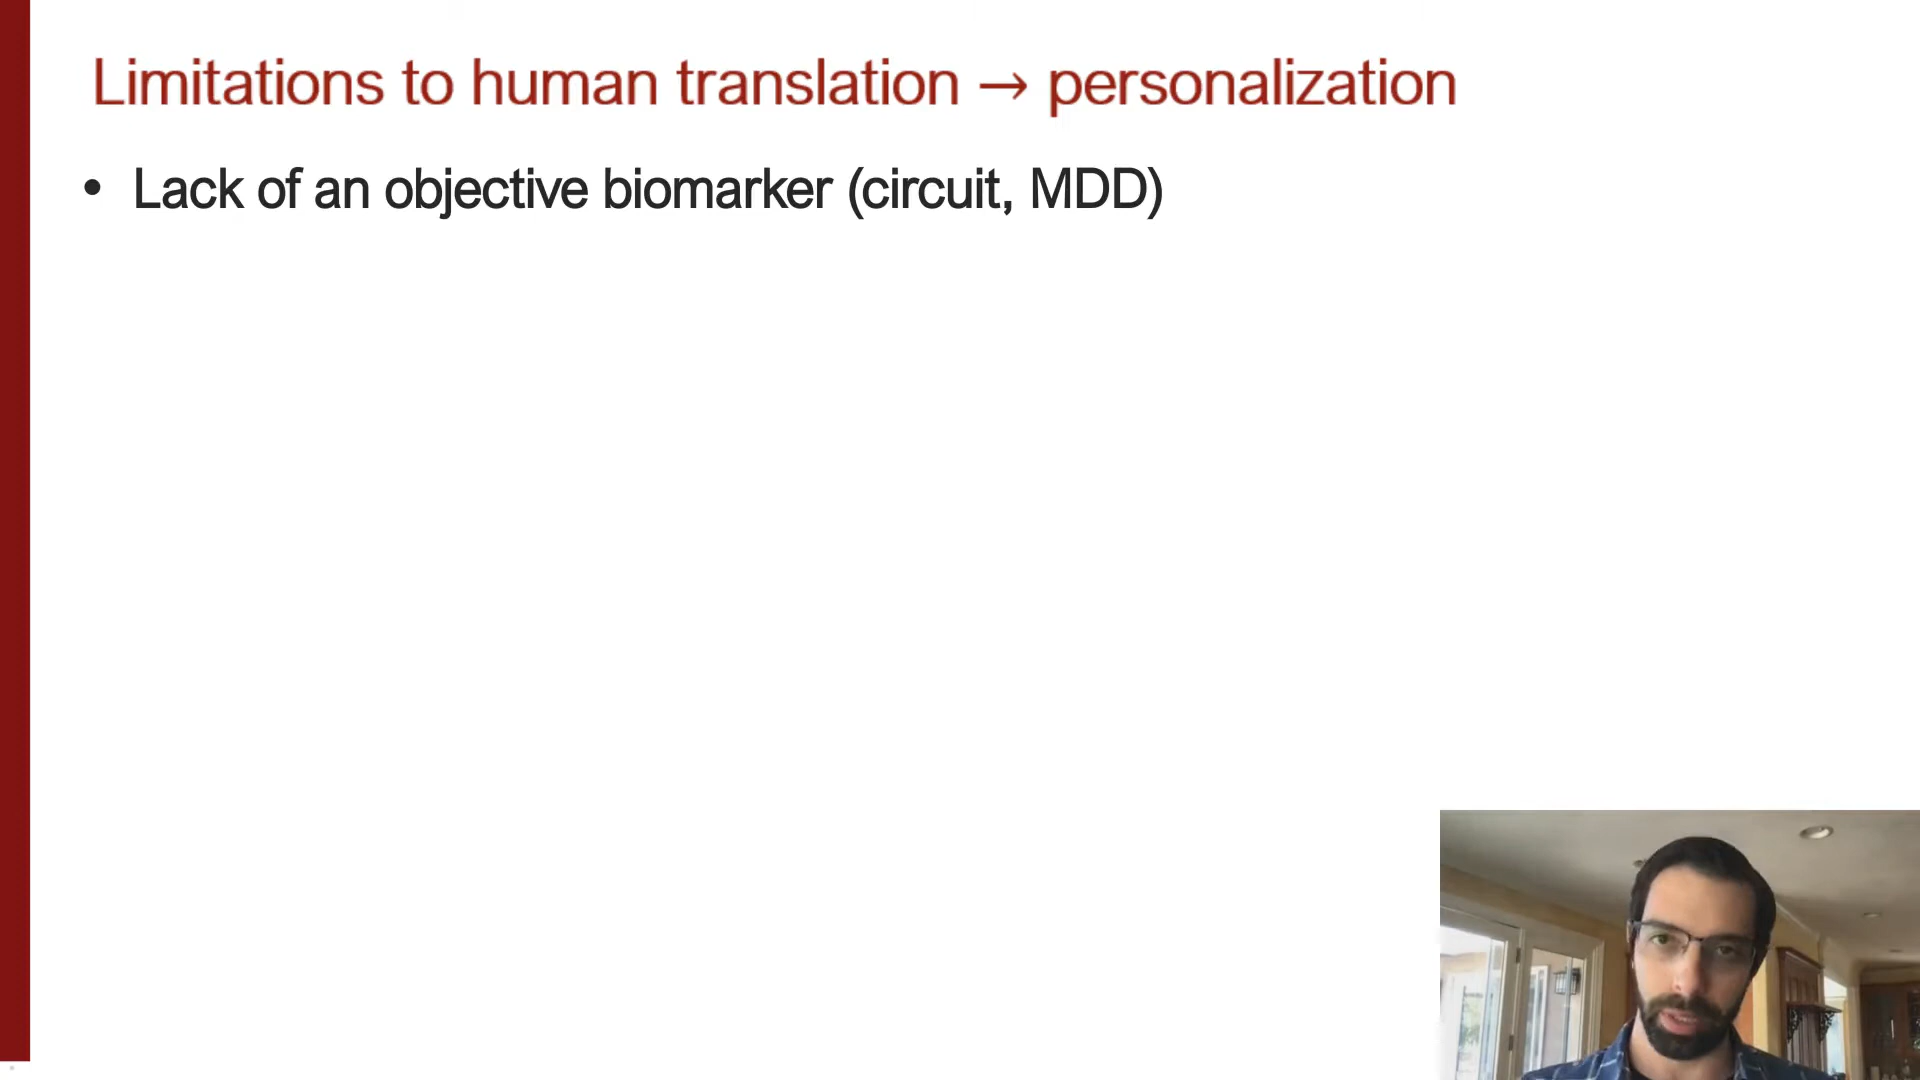 Limitations to human translation → personalization
• Lack of an objective biomarker (circuit, MDD)